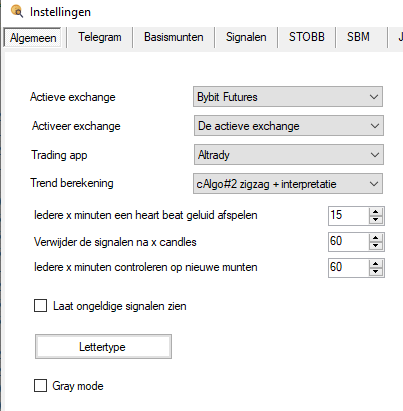 Instellingen
Algemeen Telegram Basismunten Signalen STOBB SBM J
Actieve exchange Bybit Futures
Activeer exchange De actieve exchange
Trading app Altrady
Trend berekening cAlgo#2 zigzag + interpretatie
Iedere x minuten een heart beat geluid afspelen 15
Verwijder de signalen na x candles 60
Iedere x minuten controleren op nieuwe munten 60
Laat ongeldige signalen zien
Lettertype
Gray mode